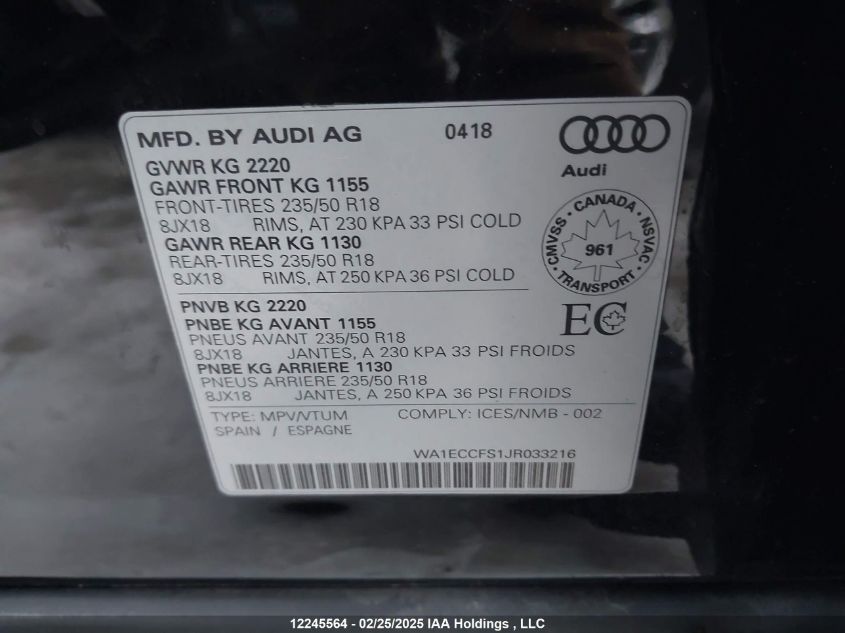 MFD. BY AUDI AG 0418
Audi
GVWR KG 2220
GAWR FRONT KG 1155
FRONT-TIRES 235/50 R18
8JX18 RIMS, AT 230 KPA 33 PSI COLD
GAWR REAR KG 1130
REAR-TIRES 235/50 R18
8JX18 RIMS, AT 250 KPA 36 PSI COLD
CMVSS · CANADA · NSVAC
961
· TRANSPORT ·
PNVB KG 2220
PNBE KG AVANT 1155
PNEUS AVANT 235/50 R18
8JX18 JANTES, A 230 KPA 33 PSI FROIDS
PNBE KG ARRIERE 1130
PNEUS ARRIERE 235/50 R18
8JX18 JANTES, A 250 KPA 36 PSI FROIDS
EC
TYPE: MPV/VTUM COMPLY: ICES/NMB - 002
SPAIN / ESPAGNE
WA1ECCFS1JR033216
12245564 - 02/25/2025 IAA Holdings , LLC